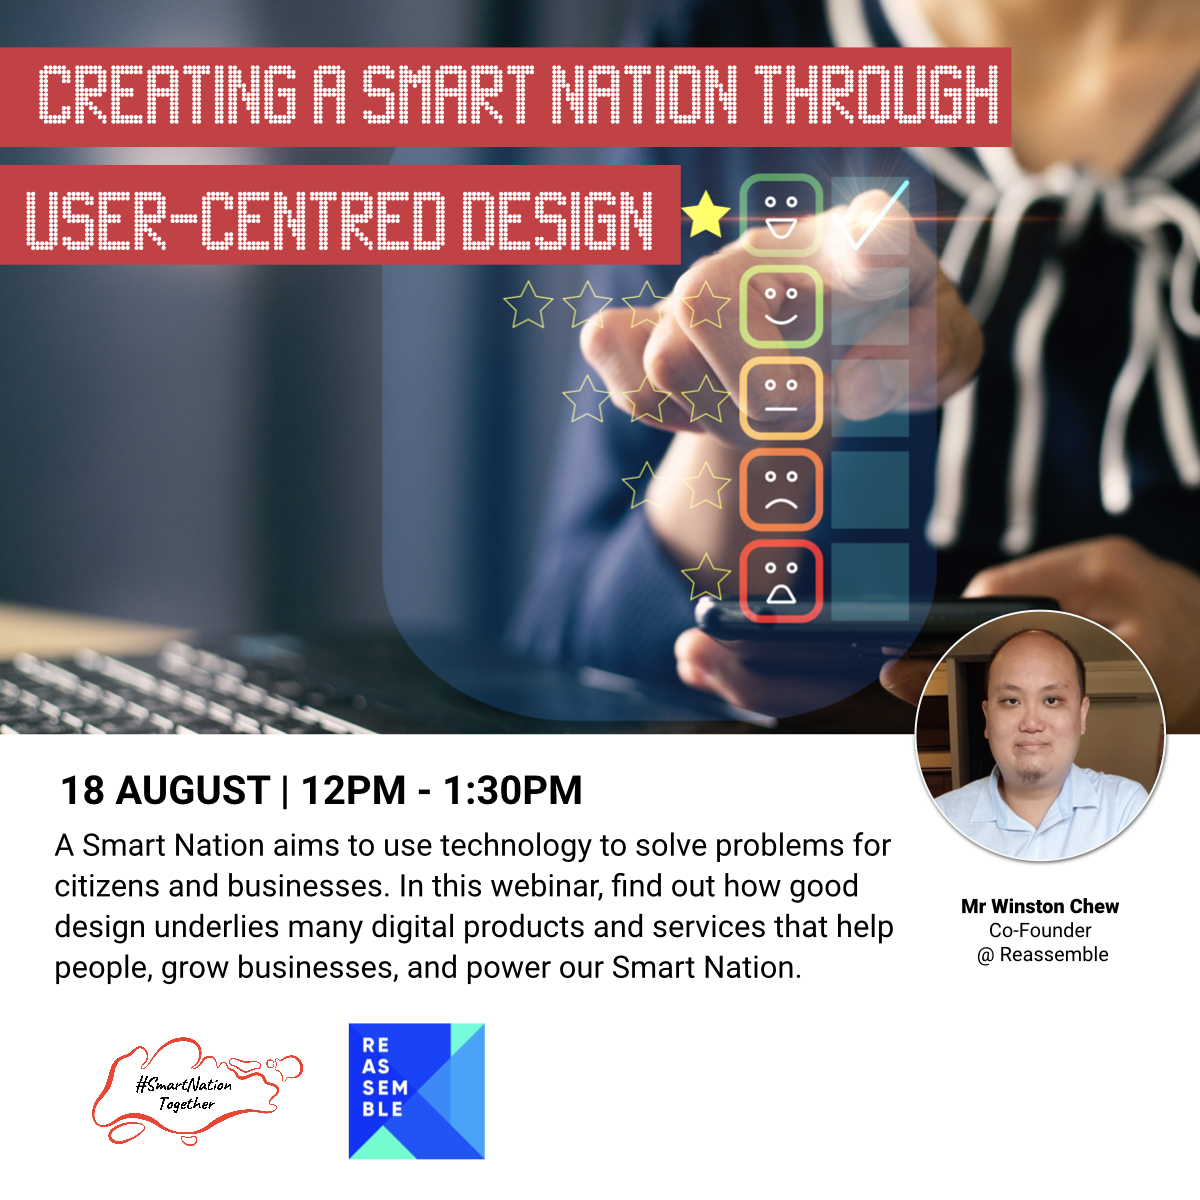 CREATING A SMART NATION THROUGH
USER-CENTRED DESIGN
18 AUGUST | 12PM - 1:30PM
A Smart Nation aims to use technology to solve problems for
citizens and businesses. In this webinar, find out how good
design underlies many digital products and services that help
people, grow businesses, and power our Smart Nation.
Mr Winston Chew
Co-Founder
@ Reassemble
#SmartNation
Together
RE
AS
SEM
BLE